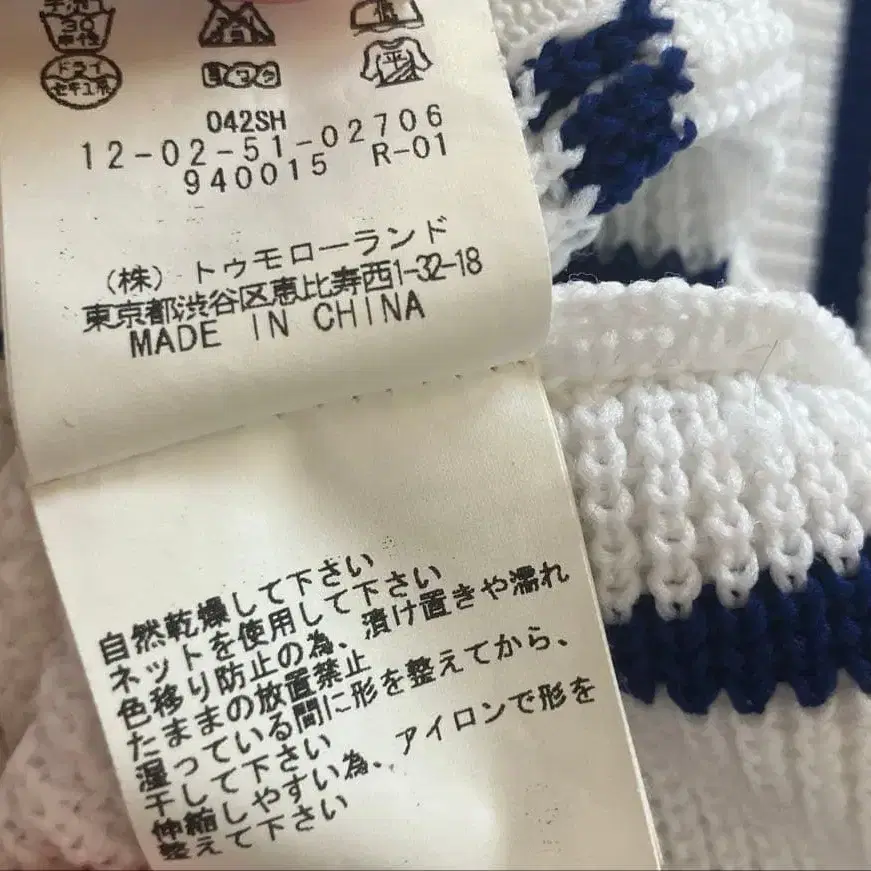 手洗
30
中性
低
ドライ
セキユ系
ヨワク
平
042SH
12-02-51-02706
940015 R-01
(株) トゥモローランド
東京都渋谷区恵比寿西1-32-18
MADE IN CHINA
自然乾燥して下さい
ネットを使用して下さい
色移り防止の為、漬け置きや濡れ
たままの放置禁止
湿っている間に形を整えてから、
干して下さい
伸縮しやすい為、アイロンで形を
整えて下さい